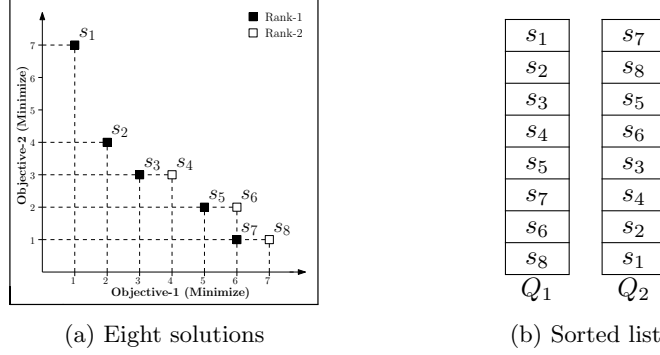 Rank-1
Rank-2
Objective-2 (Minimize)
7
6
5
4
3
2
1
s1
s2
s3
s4
s5
s6
s7
s8
1 2 3 4 5 6 7
Objective-1 (Minimize)
(a) Eight solutions
s1 s7
s2 s8
s3 s5
s4 s6
s5 s3
s7 s4
s6 s2
s8 s1
Q1 Q2
(b) Sorted list